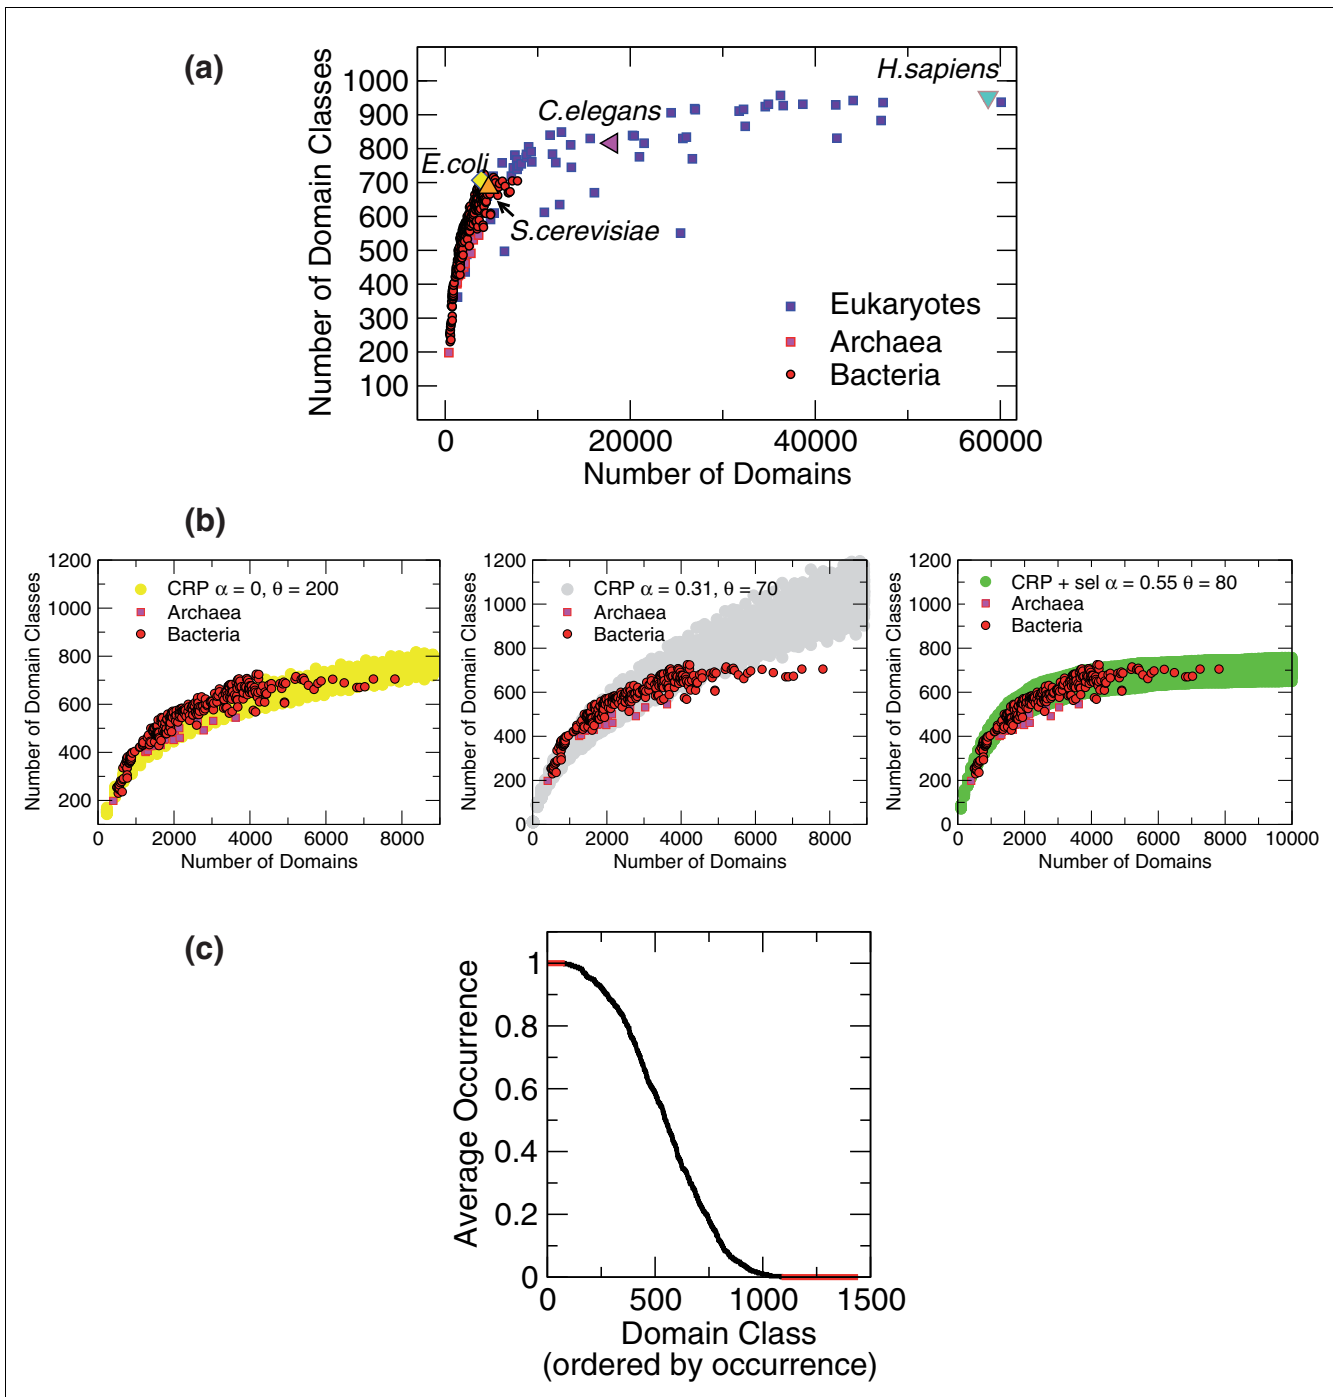 (a)
Number of Domain Classes
1000
900
800
700
600
500
400
300
200
100
H.sapiens
C.elegans
E.coli
S.cerevisiae
Eukaryotes
Archaea
Bacteria
0 20000 40000 60000
Number of Domains
(b)
Number of Domain Classes
1200
1000
800
600
400
200
CRP α = 0, θ = 200
Archaea
Bacteria
0 2000 4000 6000 8000
Number of Domains
Number of Domain Classes
1200
1000
800
600
400
200
0
CRP α = 0.31, θ = 70
Archaea
Bacteria
0 2000 4000 6000 8000
Number of Domains
Number of Domain Classes
1200
1000
800
600
400
200
0
CRP + sel α = 0.55 θ = 80
Archaea
Bacteria
0 2000 4000 6000 8000 10000
Number of Domains
(c)
Average Occurrence
1
0.8
0.6
0.4
0.2
0
0 500 1000 1500
Domain Class
(ordered by occurrence)